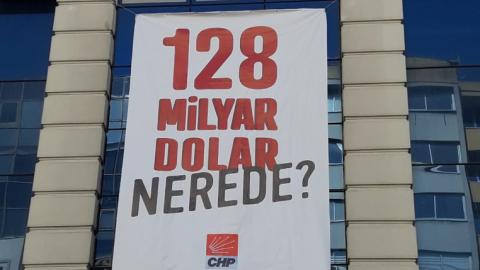 128
MİLYAR
DOLAR
NEREDE?
CHP